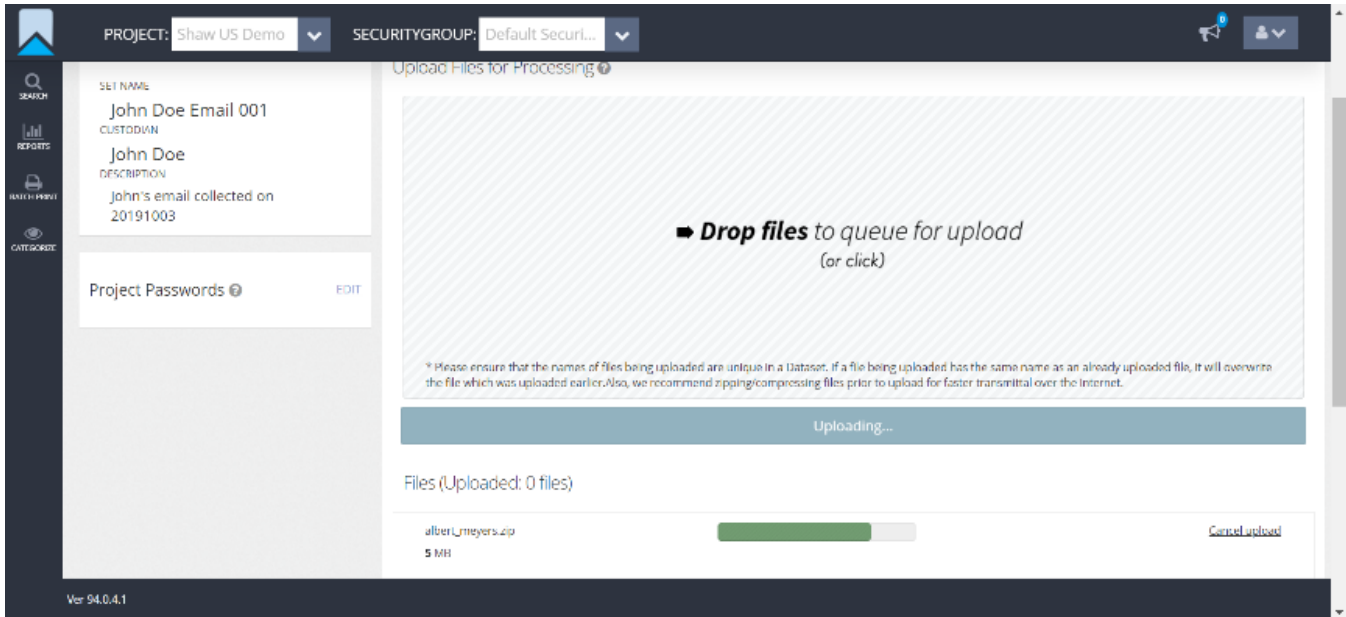 PROJECT: Shaw US Demo SECURITYGROUP: Default Securi... 0
SEARCH
REPORTS
BATCH PRINT
CATEGORIZE
SET NAME
John Doe Email 001
CUSTODIAN
John Doe
DESCRIPTION
John's email collected on
20191003
Project Passwords EDIT
Upload Files for Processing
Drop files to queue for upload
(or click)
* Please ensure that the names of files being uploaded are unique in a Dataset. If a file being uploaded has the same name as an already uploaded file, it will overwrite
the file which was uploaded earlier.Also, we recommend zipping/compressing files prior to upload for faster transmittal over the Internet.
Uploading...
Files (Uploaded: 0 files)
albert_meyers.zip Cancel upload
5 MB
Ver 94.0.4.1